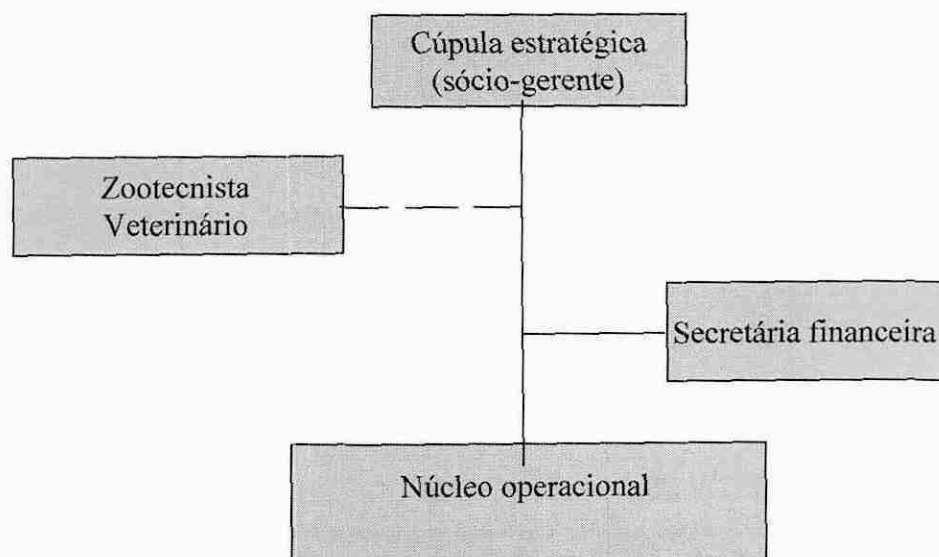 Cúpula estratégica
(sócio-gerente)
Zootecnista
Veterinário
Secretária financeira
Núcleo operacional